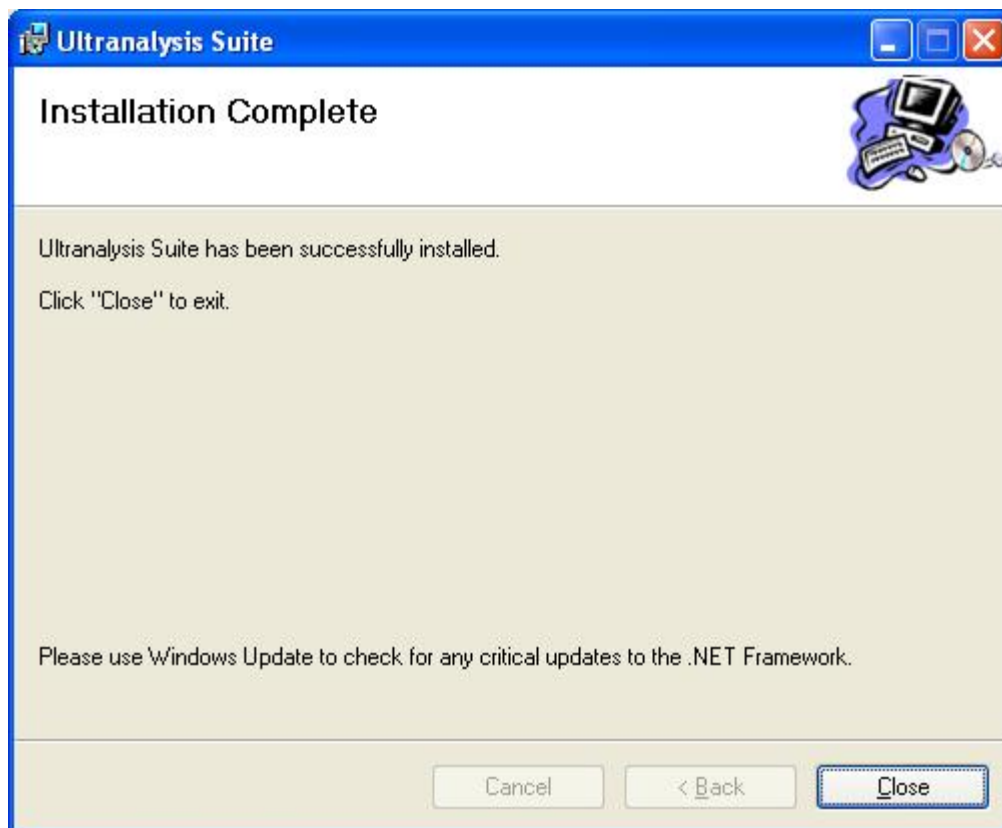 Ultranalysis Suite
Installation Complete
Ultranalysis Suite has been successfully installed.
Click "Close" to exit.
Please use Windows Update to check for any critical updates to the .NET Framework.
Cancel
< Back
Close